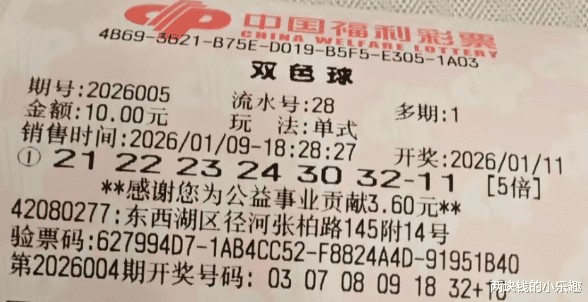 中国福利彩票
CHINA WELFARE LOTTERY
4B69-3621-B75E-D019-B5F5-E305-1A03
双色球
期号:2026005 流水号:28 多期:1
金额:10.00元 玩 法:单式
销售时间:2026/01/09-18:28:27 开奖:2026/01/11
① 21 22 23 24 30 32-11 [5倍]
**感谢您为公益事业贡献3.60元**
42080277:东西湖区径河张柏路145附14号
验票码:627994D7-1AB4CC52-F8824A4D-91951B40
第2026004期开奖号码: 03 07 08 09 18 32+10
两块钱的小乐趣